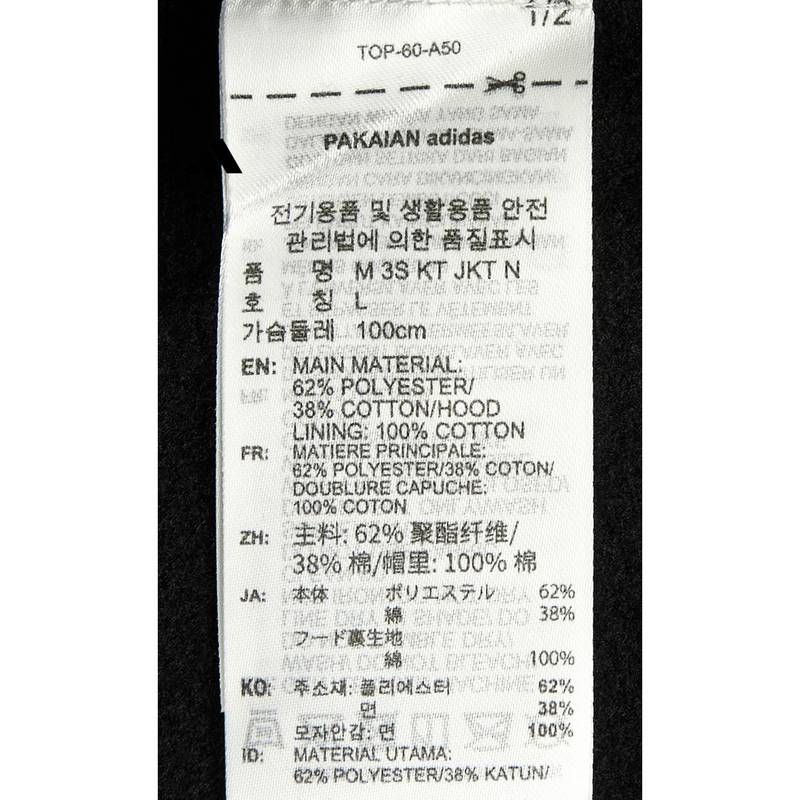 1/2
TOP-60-A50
PAKAIAN adidas
전기용품 및 생활용품 안전
관리법에 의한 품질표시
품 명 M 3S KT JKT N
호 칭 L
가슴둘레 100cm
EN: MAIN MATERIAL:
62% POLYESTER/
38% COTTON/HOOD
LINING: 100% COTTON
FR: MATIERE PRINCIPALE:
62% POLYESTER/38% COTON/
DOUBLURE CAPUCHE:
100% COTON
ZH: 主料: 62% 聚酯纤维/
38% 棉/帽里: 100% 棉
JA: 本体 ポリエステル 62%
綿 38%
フード裏生地
綿 100%
KO: 주소재: 폴리에스터 62%
면 38%
모자안감: 면 100%
ID: MATERIAL UTAMA:
62% POLYESTER/38% KATUN/